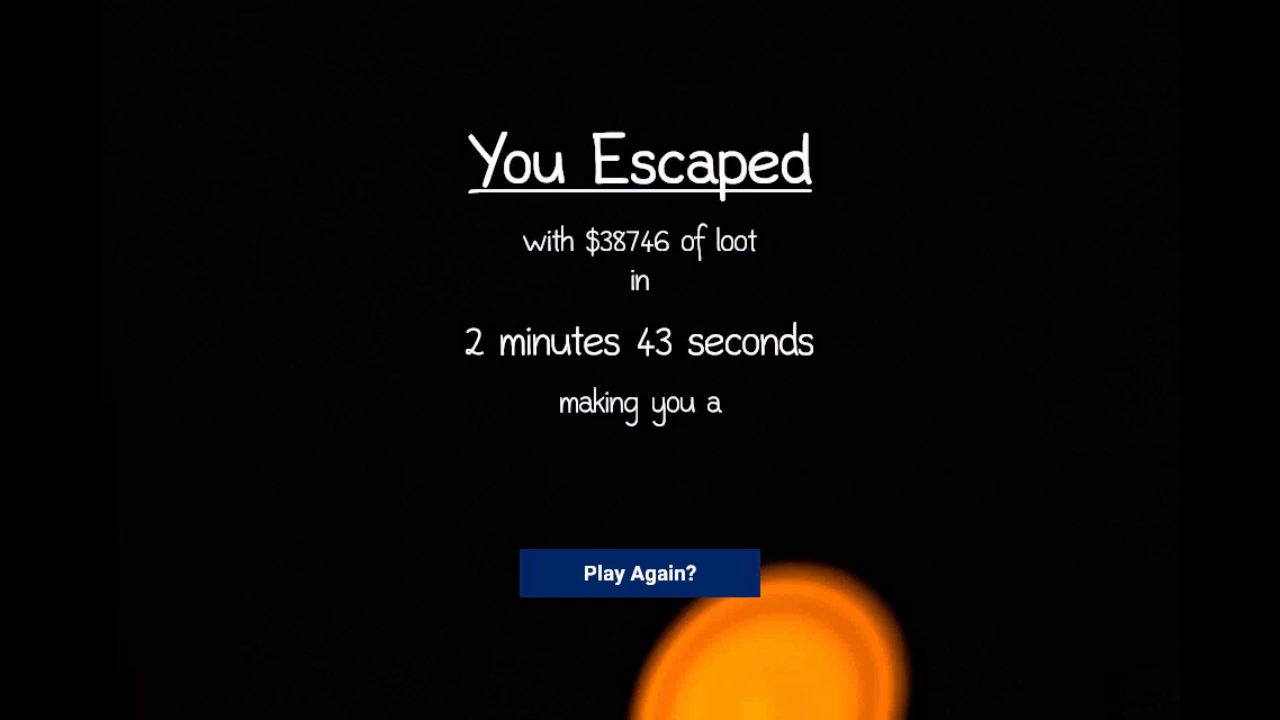 You Escaped
with $38746 of loot
in
2 minutes 43 seconds
making you a
Play Again?